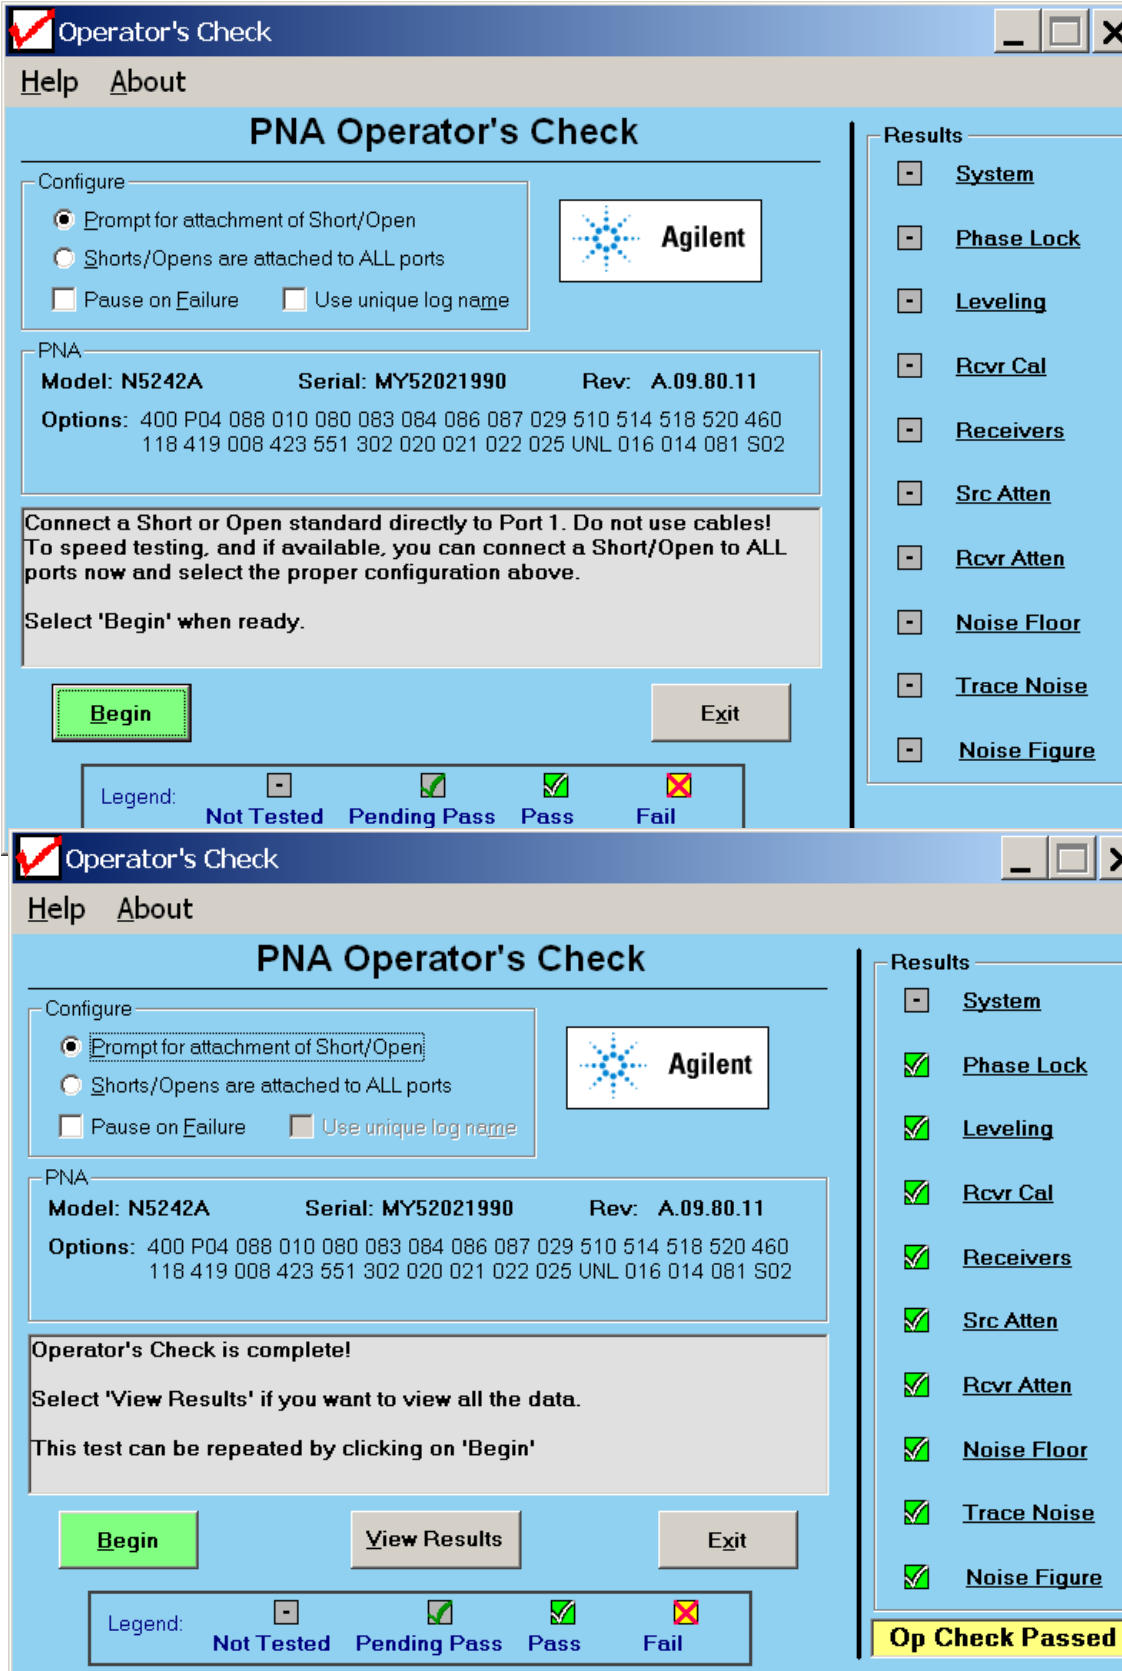 Operator's Check
Help About
PNA Operator's Check
Configure
Prompt for attachment of Short/Open
Shorts/Opens are attached to ALL ports
Pause on Failure Use unique log name
Agilent
PNA
Model: N5242A Serial: MY52021990 Rev: A.09.80.11
Options: 400 P04 088 010 080 083 084 086 087 029 510 514 518 520 460
118 419 008 423 551 302 020 021 022 025 UNL 016 014 081 S02
Connect a Short or Open standard directly to Port 1. Do not use cables!
To speed testing, and if available, you can connect a Short/Open to ALL
ports now and select the proper configuration above.
Select 'Begin' when ready.
Begin Exit
Legend: Not Tested Pending Pass Pass Fail
Results
System
Phase Lock
Leveling
Rcvr Cal
Receivers
Src Atten
Rcvr Atten
Noise Floor
Trace Noise
Noise Figure
Operator's Check
Help About
PNA Operator's Check
Configure
Prompt for attachment of Short/Open
Shorts/Opens are attached to ALL ports
Pause on Failure Use unique log name
Agilent
PNA
Model: N5242A Serial: MY52021990 Rev: A.09.80.11
Options: 400 P04 088 010 080 083 084 086 087 029 510 514 518 520 460
118 419 008 423 551 302 020 021 022 025 UNL 016 014 081 S02
Operator's Check is complete!
Select 'View Results' if you want to view all the data.
This test can be repeated by clicking on 'Begin'
Begin View Results Exit
Legend: Not Tested Pending Pass Pass Fail
Results
System
Phase Lock
Leveling
Rcvr Cal
Receivers
Src Atten
Rcvr Atten
Noise Floor
Trace Noise
Noise Figure
Op Check Passed